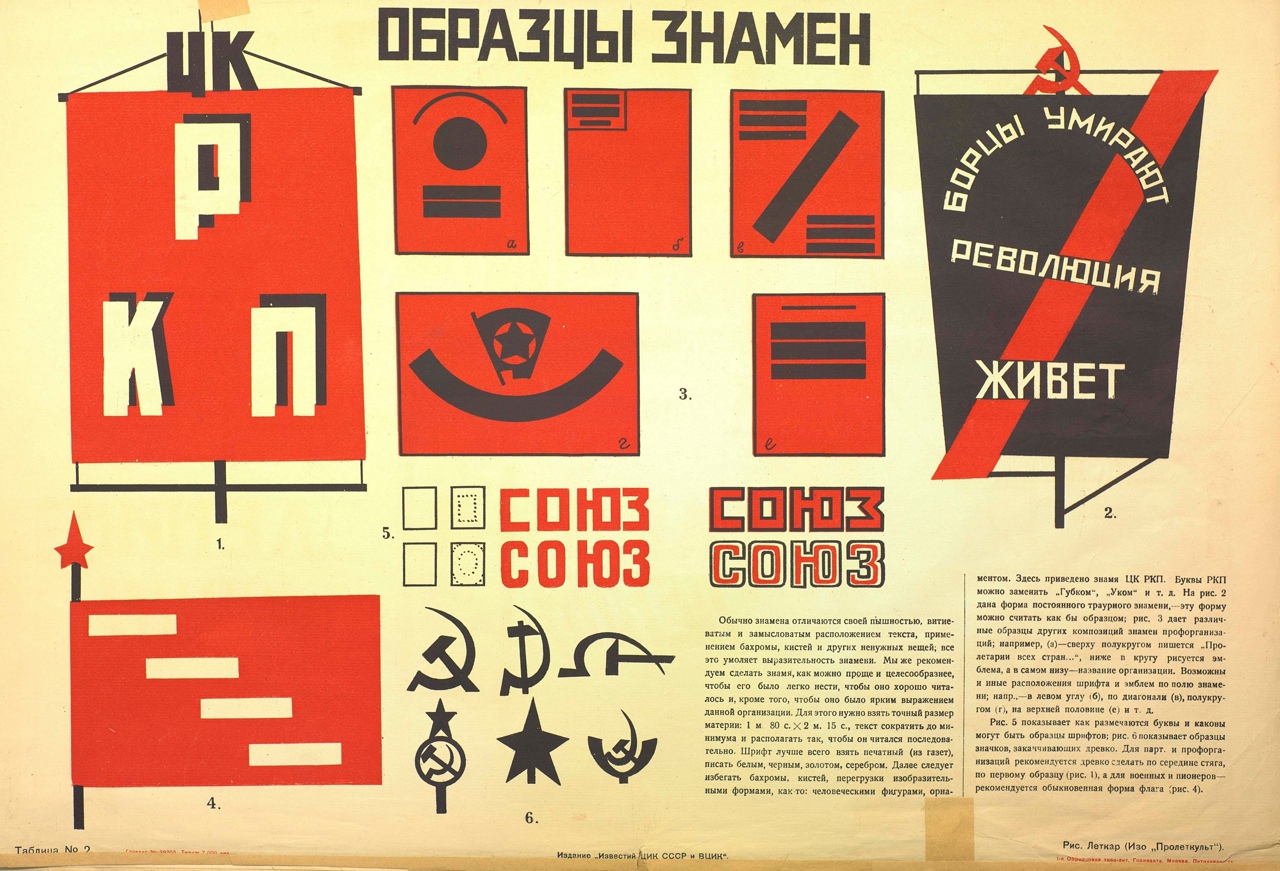 ОБРАЗЦЫ ЗНАМЕН
ЦК
Р
К П
1.
а
б
в
г
е
3.
БОРЦЫ УМИРАЮТ
РЕВОЛЮЦИЯ
ЖИВЕТ
2.
4.
5.
СОЮЗ
СОЮЗ
СОЮЗ
СОЮЗ
6.
Обычно знамена отличаются своей пышностью, витие-
ватым и замысловатым расположением текста, приме-
нением бахромы, кистей и других ненужных вещей; все
это умоляет выразительность знамени. Мы же рекомен-
дуем сделать знамя, как можно проще и целесообразнее,
чтобы его было легко нести, чтобы оно хорошо чита-
лось и, кроме того, чтобы оно было ярким выражением
данной организации. Для этого нужно взять точный размер
материи: 1 м. 80 с. × 2 м. 15 с., текст сократить до ми-
нимума и располагать так, чтобы он читался последова-
тельно. Шрифт лучше всего взять печатный (из газет),
писать белым, черным, золотом, серебром. Далее следует
избегать бахромы, кистей, перегрузки изобразитель-
ными формами, как-то: человеческими фигурами, орна-
ментом. Здесь приведено знамя ЦК РКП. Буквы РКП
можно заменить „Губком“, „Уком“ и т. д. На рис. 2
дана форма постоянного траурного знамени,—эту форму
можно считать как бы образцом; рис. 3 дает различ-
ные образцы других композиций знамен профорганиза-
ций; например, (а)—сверху полукругом пишется „Про-
летарии всех стран...“, ниже в кругу рисуется эм-
блема, а в самом низу—название организации. Возможны
и иные расположения шрифта и эмблем по полю знаме-
ни; напр.,—в левом углу (б), по диагонали (в), полукру-
гом (г), на верхней половине (е) и т. д.
Рис. 5 показывает как размечаются буквы и каковы
могут быть образцы шрифтов; рис. 6 показывает образцы
значков, заканчивающих древко. Для парт. и профорга-
низаций рекомендуется древко сделать по середине стяга,
по первому образцу (рис. 1), а для военных и пионеров—
рекомендуется обыкновенная форма флага (рис. 4).
Таблица № 2
Издание „Известий ЦИК СССР и ВЦИК“.
Рис. Леткар (Изо „Пролеткульт“).